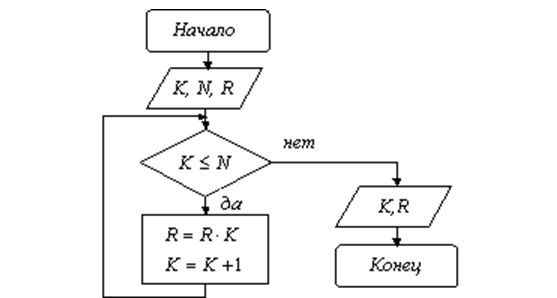 Начало
K, N, R
нет
K ≤ N
да
K,R
R = R · K
K = K +1
Конец